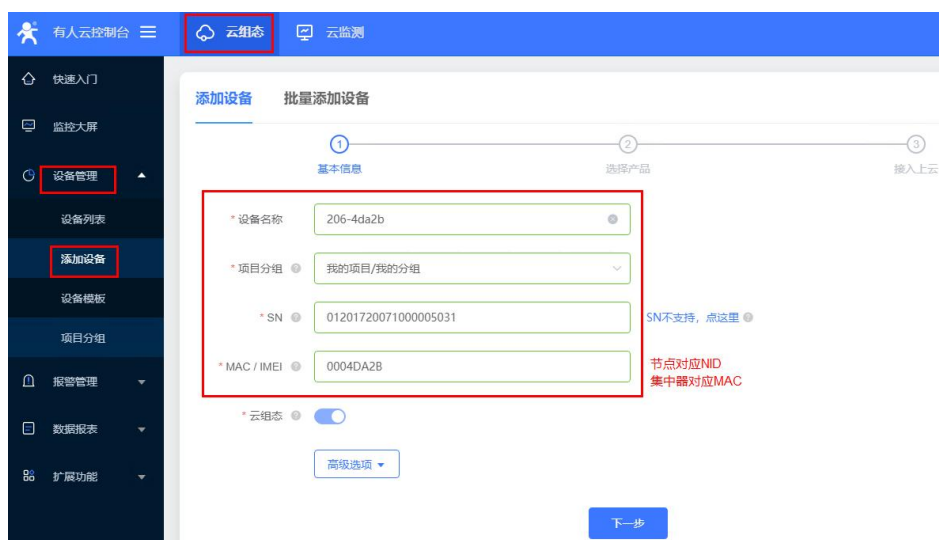 有人云控制台
云组态
云监测
快速入门
监控大屏
设备管理
设备列表
添加设备
设备模板
项目分组
报警管理
数据报表
扩展功能
添加设备
批量添加设备
1
基本信息
2
选择产品
3
接入上云
* 设备名称
206-4da2b
* 项目分组
我的项目/我的分组
* SN
01201720071000005031
SN不支持，点这里
* MAC / IMEI
0004DA2B
节点对应NID
集中器对应MAC
* 云组态
高级选项
下一步